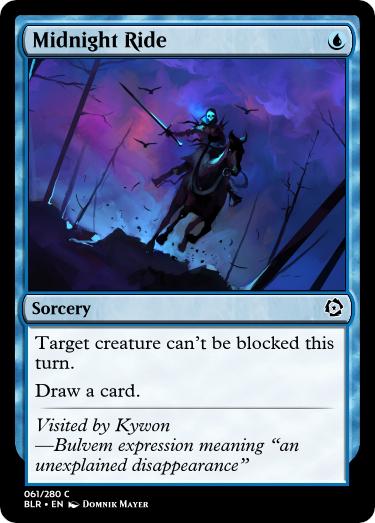 Midnight Ride
Sorcery
Target creature can't be blocked this
turn.
Draw a card.
Visited by Kywon
—Bulvem expression meaning “an
unexplained disappearance”
061/280 C
BLR • EN Domnik Mayer